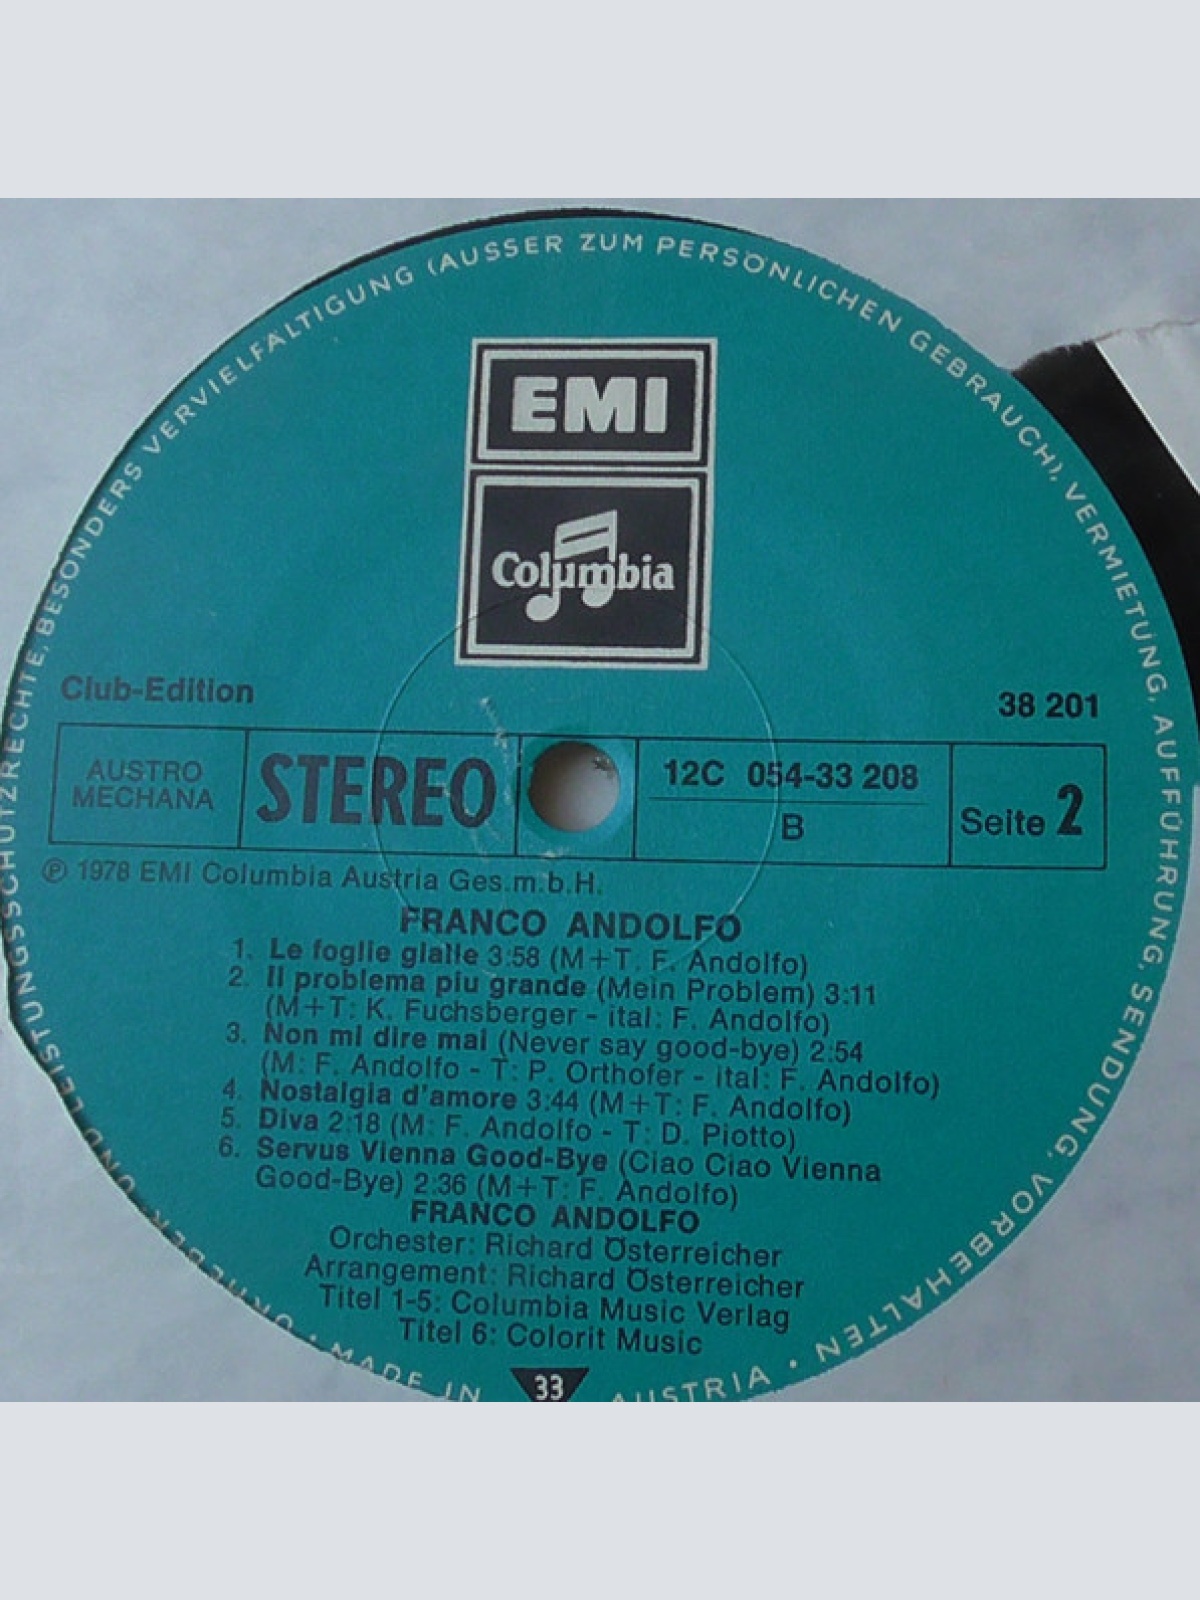 EMI
Columbia
Club-Edition
38 201
AUSTRO
MECHANA
STEREO
12C 054-33 208
B
Seite 2
℗ 1978 EMI Columbia Austria Ges.m.b.H.
FRANCO ANDOLFO
1. Le foglie gialle 3:58 (M+T: F. Andolfo)
2. Il problema piu grande (Mein Problem) 3:11
(M+T: K. Fuchsberger - ital: F. Andolfo)
3. Non mi dire mai (Never say good-bye) 2:54
(M: F. Andolfo - T: P. Orthofer - ital: F. Andolfo)
4. Nostalgia d'amore 3:44 (M+T: F. Andolfo)
5. Diva 2:18 (M: F. Andolfo - T: D. Piotto)
6. Servus Vienna Good-Bye (Ciao Ciao Vienna
Good-Bye) 2:36 (M+T: F. Andolfo)
FRANCO ANDOLFO
Orchester: Richard Österreicher
Arrangement: Richard Österreicher
Titel 1-5: Columbia Music Verlag
Titel 6: Colorit Music
UND LEISTUNGSSCHUTZRECHTE, BESONDERS VERVIELFÄLTIGUNG (AUSSER ZUM PERSÖNLICHEN GEBRAUCH), VERMIETUNG, AUFFÜHRUNG, SENDUNG, VORBEHALTEN •
MADE IN 33 AUSTRIA